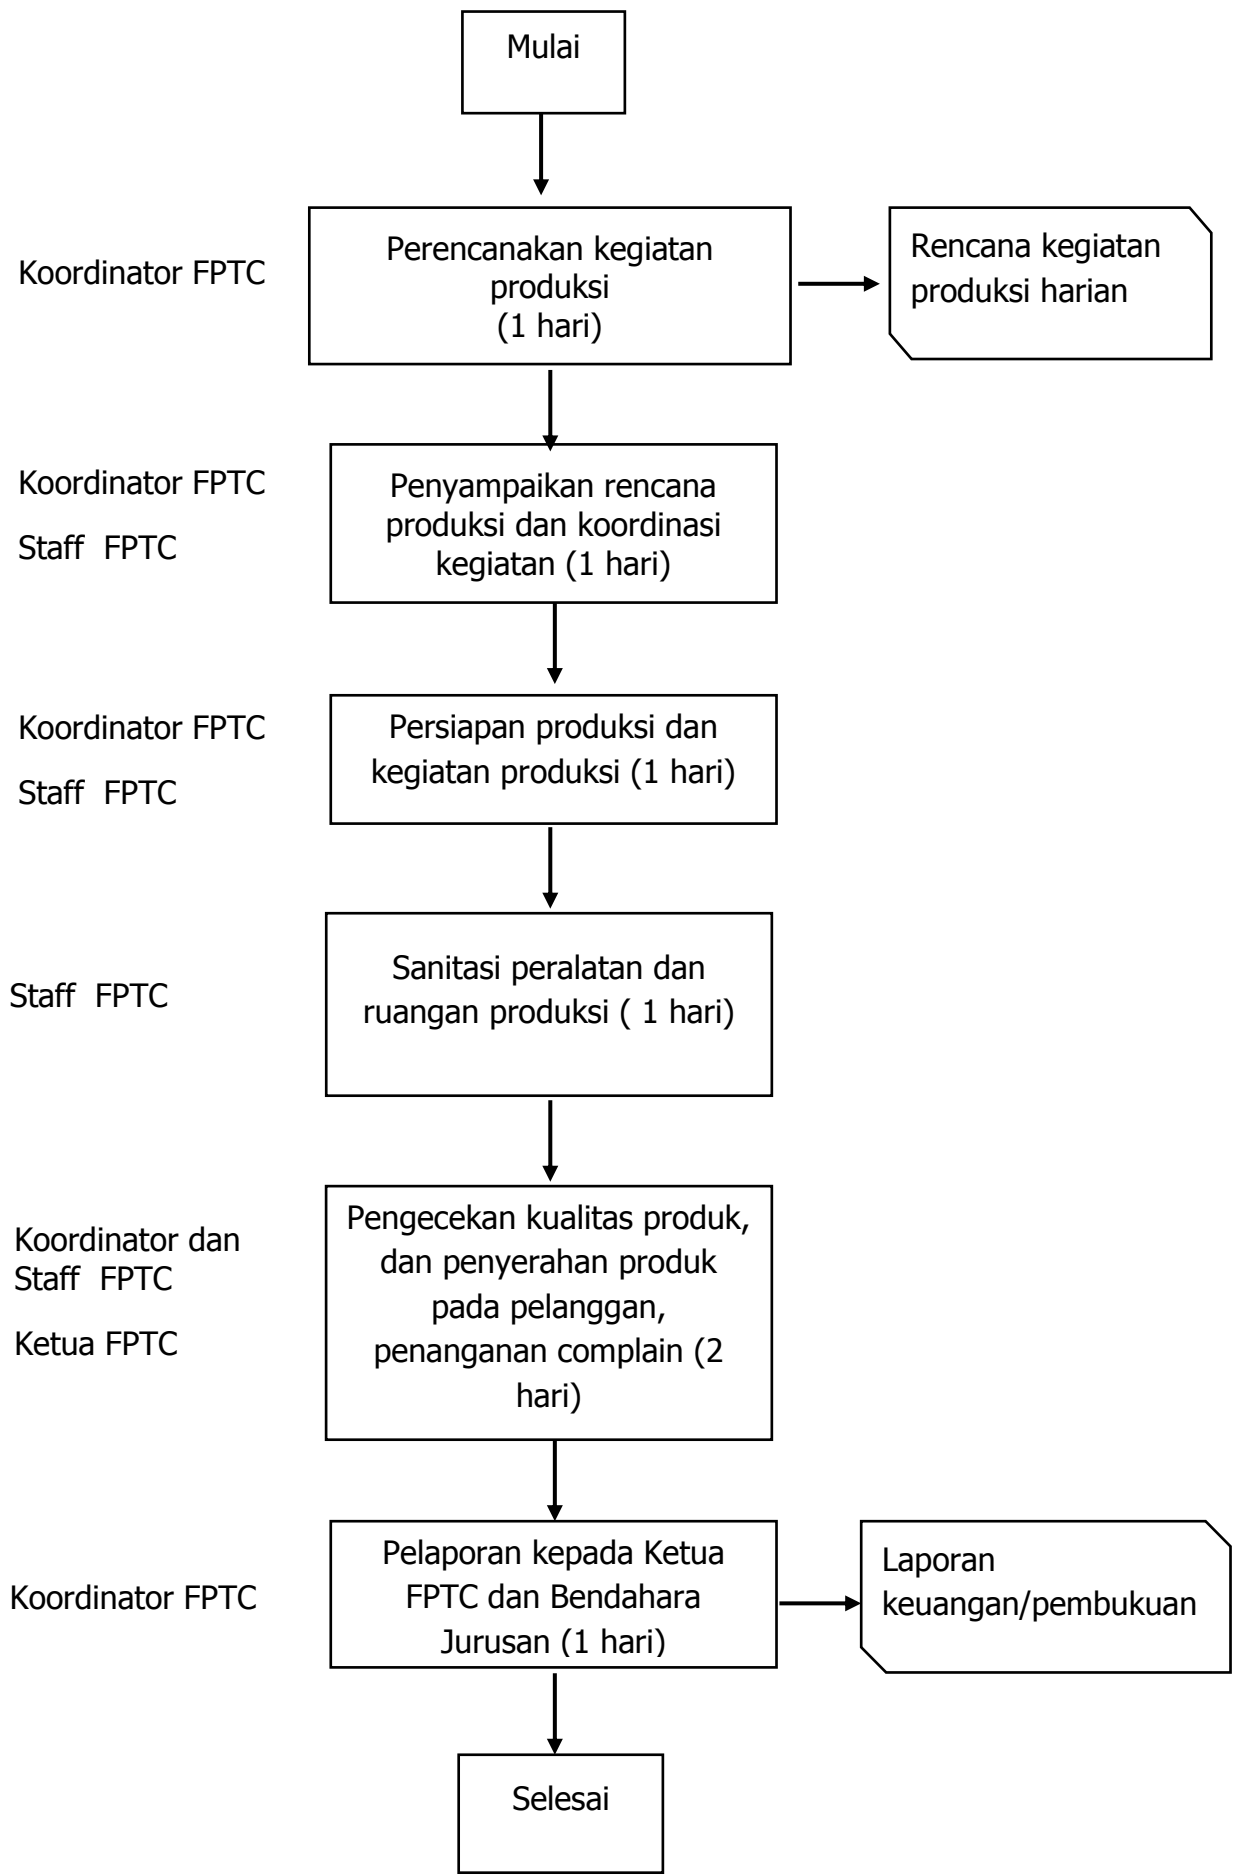 Mulai
Koordinator FPTC
Perencanakan kegiatan
produksi
(1 hari)
Rencana kegiatan
produksi harian
Koordinator FPTC
Staff  FPTC
Penyampaikan rencana
produksi dan koordinasi
kegiatan (1 hari)
Koordinator FPTC
Staff  FPTC
Persiapan produksi dan
kegiatan produksi (1 hari)
Staff  FPTC
Sanitasi peralatan dan
ruangan produksi ( 1 hari)
Koordinator dan
Staff  FPTC
Ketua FPTC
Pengecekan kualitas produk,
dan penyerahan produk
pada pelanggan,
penanganan complain (2
hari)
Koordinator FPTC
Pelaporan kepada Ketua
FPTC dan Bendahara
Jurusan (1 hari)
Laporan
keuangan/pembukuan
Selesai